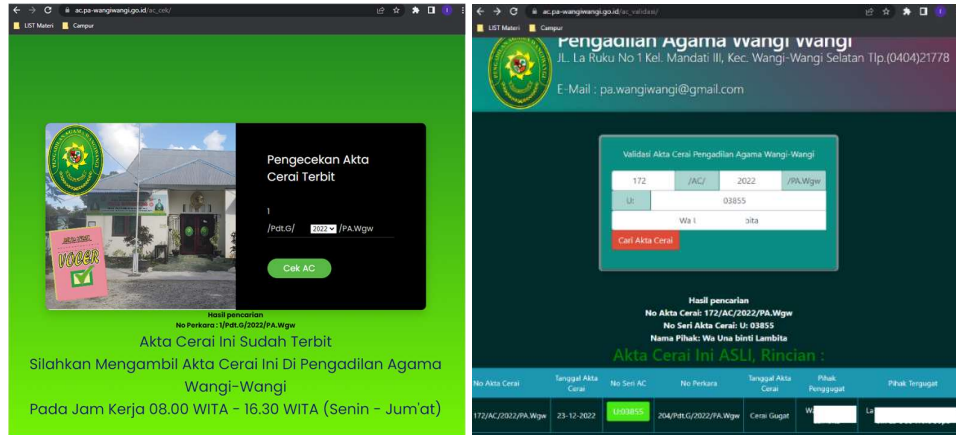 ac.pa-wangiwangi.go.id/ac_cek/
LIST Materi
Campur
Pengecekan Akta
Cerai Terbit
1
/Pdt.G/ 2022 /PA.Wgw
Cek AC
VOCER
Hasil pencarian
No Perkara : 1/Pdt.G/2022/PA.Wgw
Akta Cerai Ini Sudah Terbit
Silahkan Mengambil Akta Cerai Ini Di Pengadilan Agama
Wangi-Wangi
Pada Jam Kerja 08.00 WITA - 16.30 WITA (Senin - Jum'at)
ac.pa-wangiwangi.go.id/ac_validasi/
LIST Materi
Campur
Pengadilan Agama Wangi Wangi
JL. La Ruku No 1 Kel. Mandati III, Kec. Wangi-Wangi Selatan Tlp.(0404)21778
E-Mail : pa.wangiwangi@gmail.com
Validasi Akta Cerai Pengadilan Agama Wangi-Wangi
172 /AC/ 2022 /PA.Wgw
U: 03855
Wa
Cari Akta Cerai
Hasil pencarian
No Akta Cerai: 172/AC/2022/PA.Wgw
No Seri Akta Cerai: U: 03855
Nama Pihak: Wa Una binti Lambita
Akta Cerai Ini ASLI, Rincian :
No Akta Cerai Tanggal Akta Cerai No Seri AC No Perkara Tanggal Akta Cerai Pihak Penggugat Pihak Tergugat
172/AC/2022/PA.Wgw 23-12-2022 U:03855 204/Pdt.G/2022/PA.Wgw Cerai Gugat Wa La